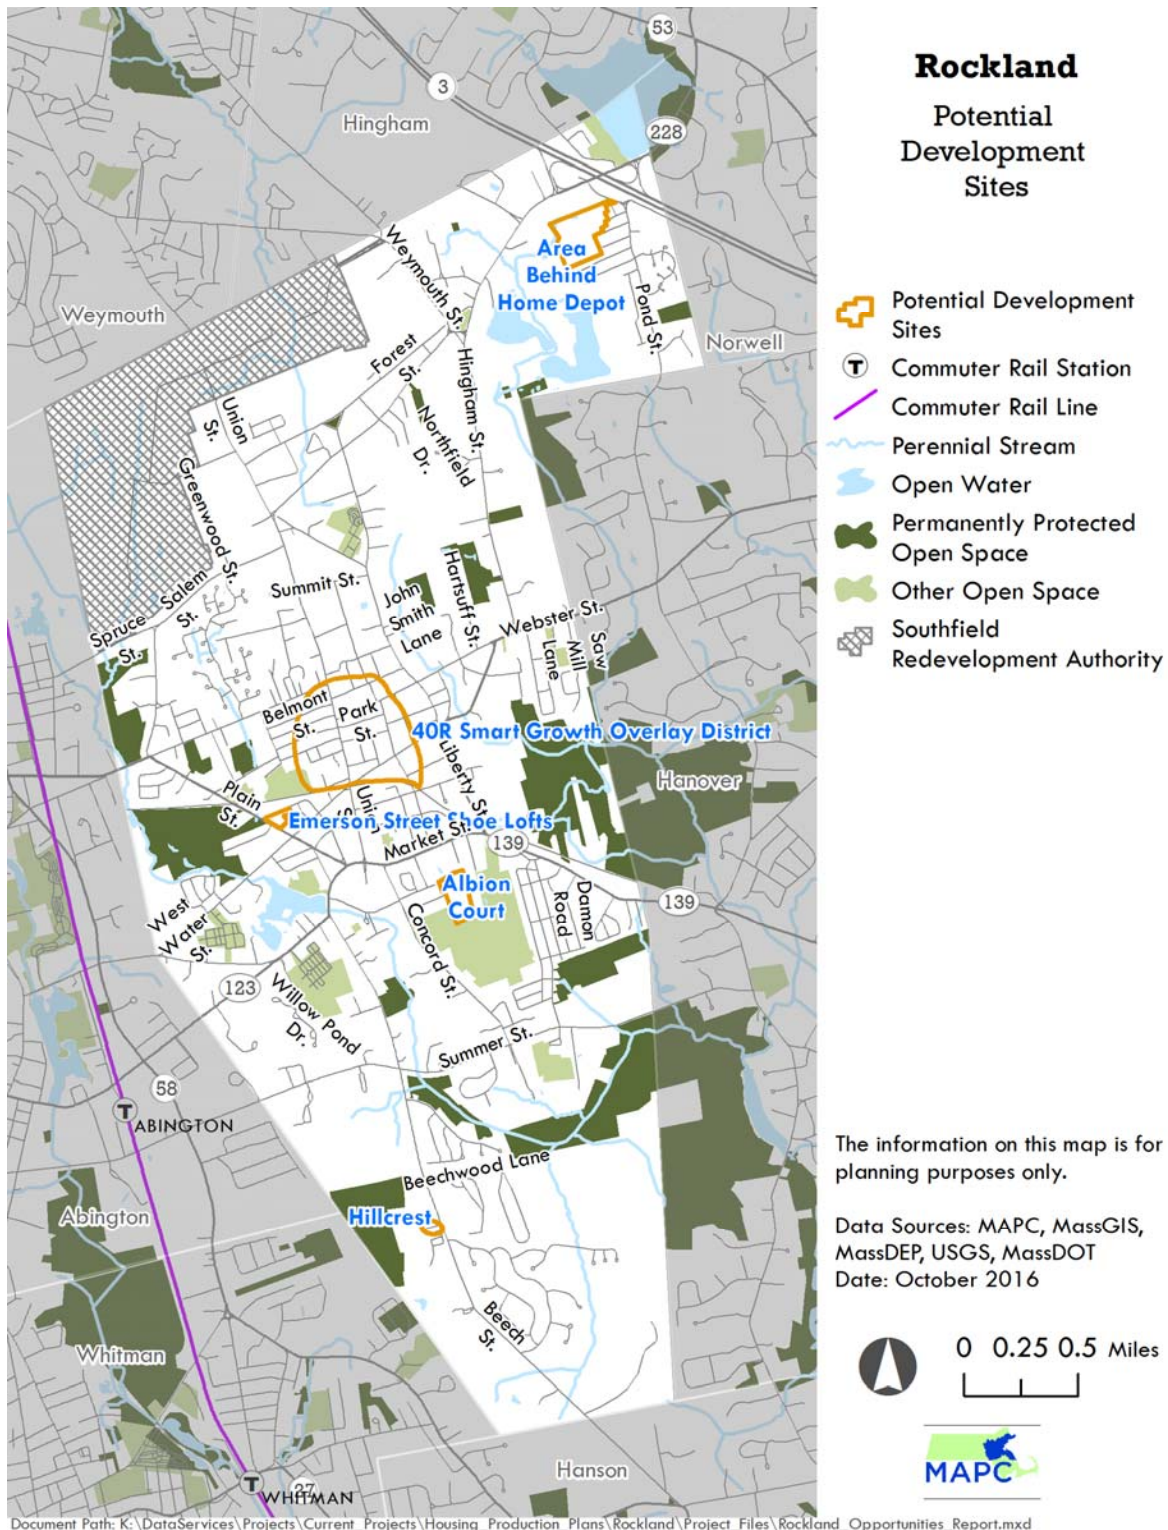 Rockland
Potential
Development
Sites
Potential Development
Sites
Commuter Rail Station
Commuter Rail Line
Perennial Stream
Open Water
Permanently Protected
Open Space
Other Open Space
Southfield
Redevelopment Authority
The information on this map is for
planning purposes only.
Data Sources: MAPC, MassGIS,
MassDEP, USGS, MassDOT
Date: October 2016
0 0.25 0.5 Miles
MAPC
53
3
Hingham
228
Weymouth St.
Area
Behind
Home Depot
Weymouth
Pond St.
Norwell
Forest
St.
Hingham St.
Union
St.
Northfield
Dr.
Greenwood St.
Salem
St.
Summit St.
John
Smith
Lane
Hartsuff St.
Webster St.
Spruce
St.
Mill
Lane
Saw
Belmont
St.
Park
St.
40R Smart Growth Overlay District
Liberty St.
Hanover
Plain
St.
Union
S
Emerson Street Shoe Lofts
Market St.
139
Albion
Court
139
Damon
Road
West
Water
St.
Concord St.
123
Willow Pond
Dr.
Summer St.
58
T
ABINGTON
Beechwood Lane
Abington
Hillcrest
Beech
St.
Whitman
Hanson
T
27
WHITMAN
Document Path: K:\DataServices\Projects\Current_Projects\Housing_Production_Plans\Rockland\Project_Files\Rockland_Opportunities_Report.mxd